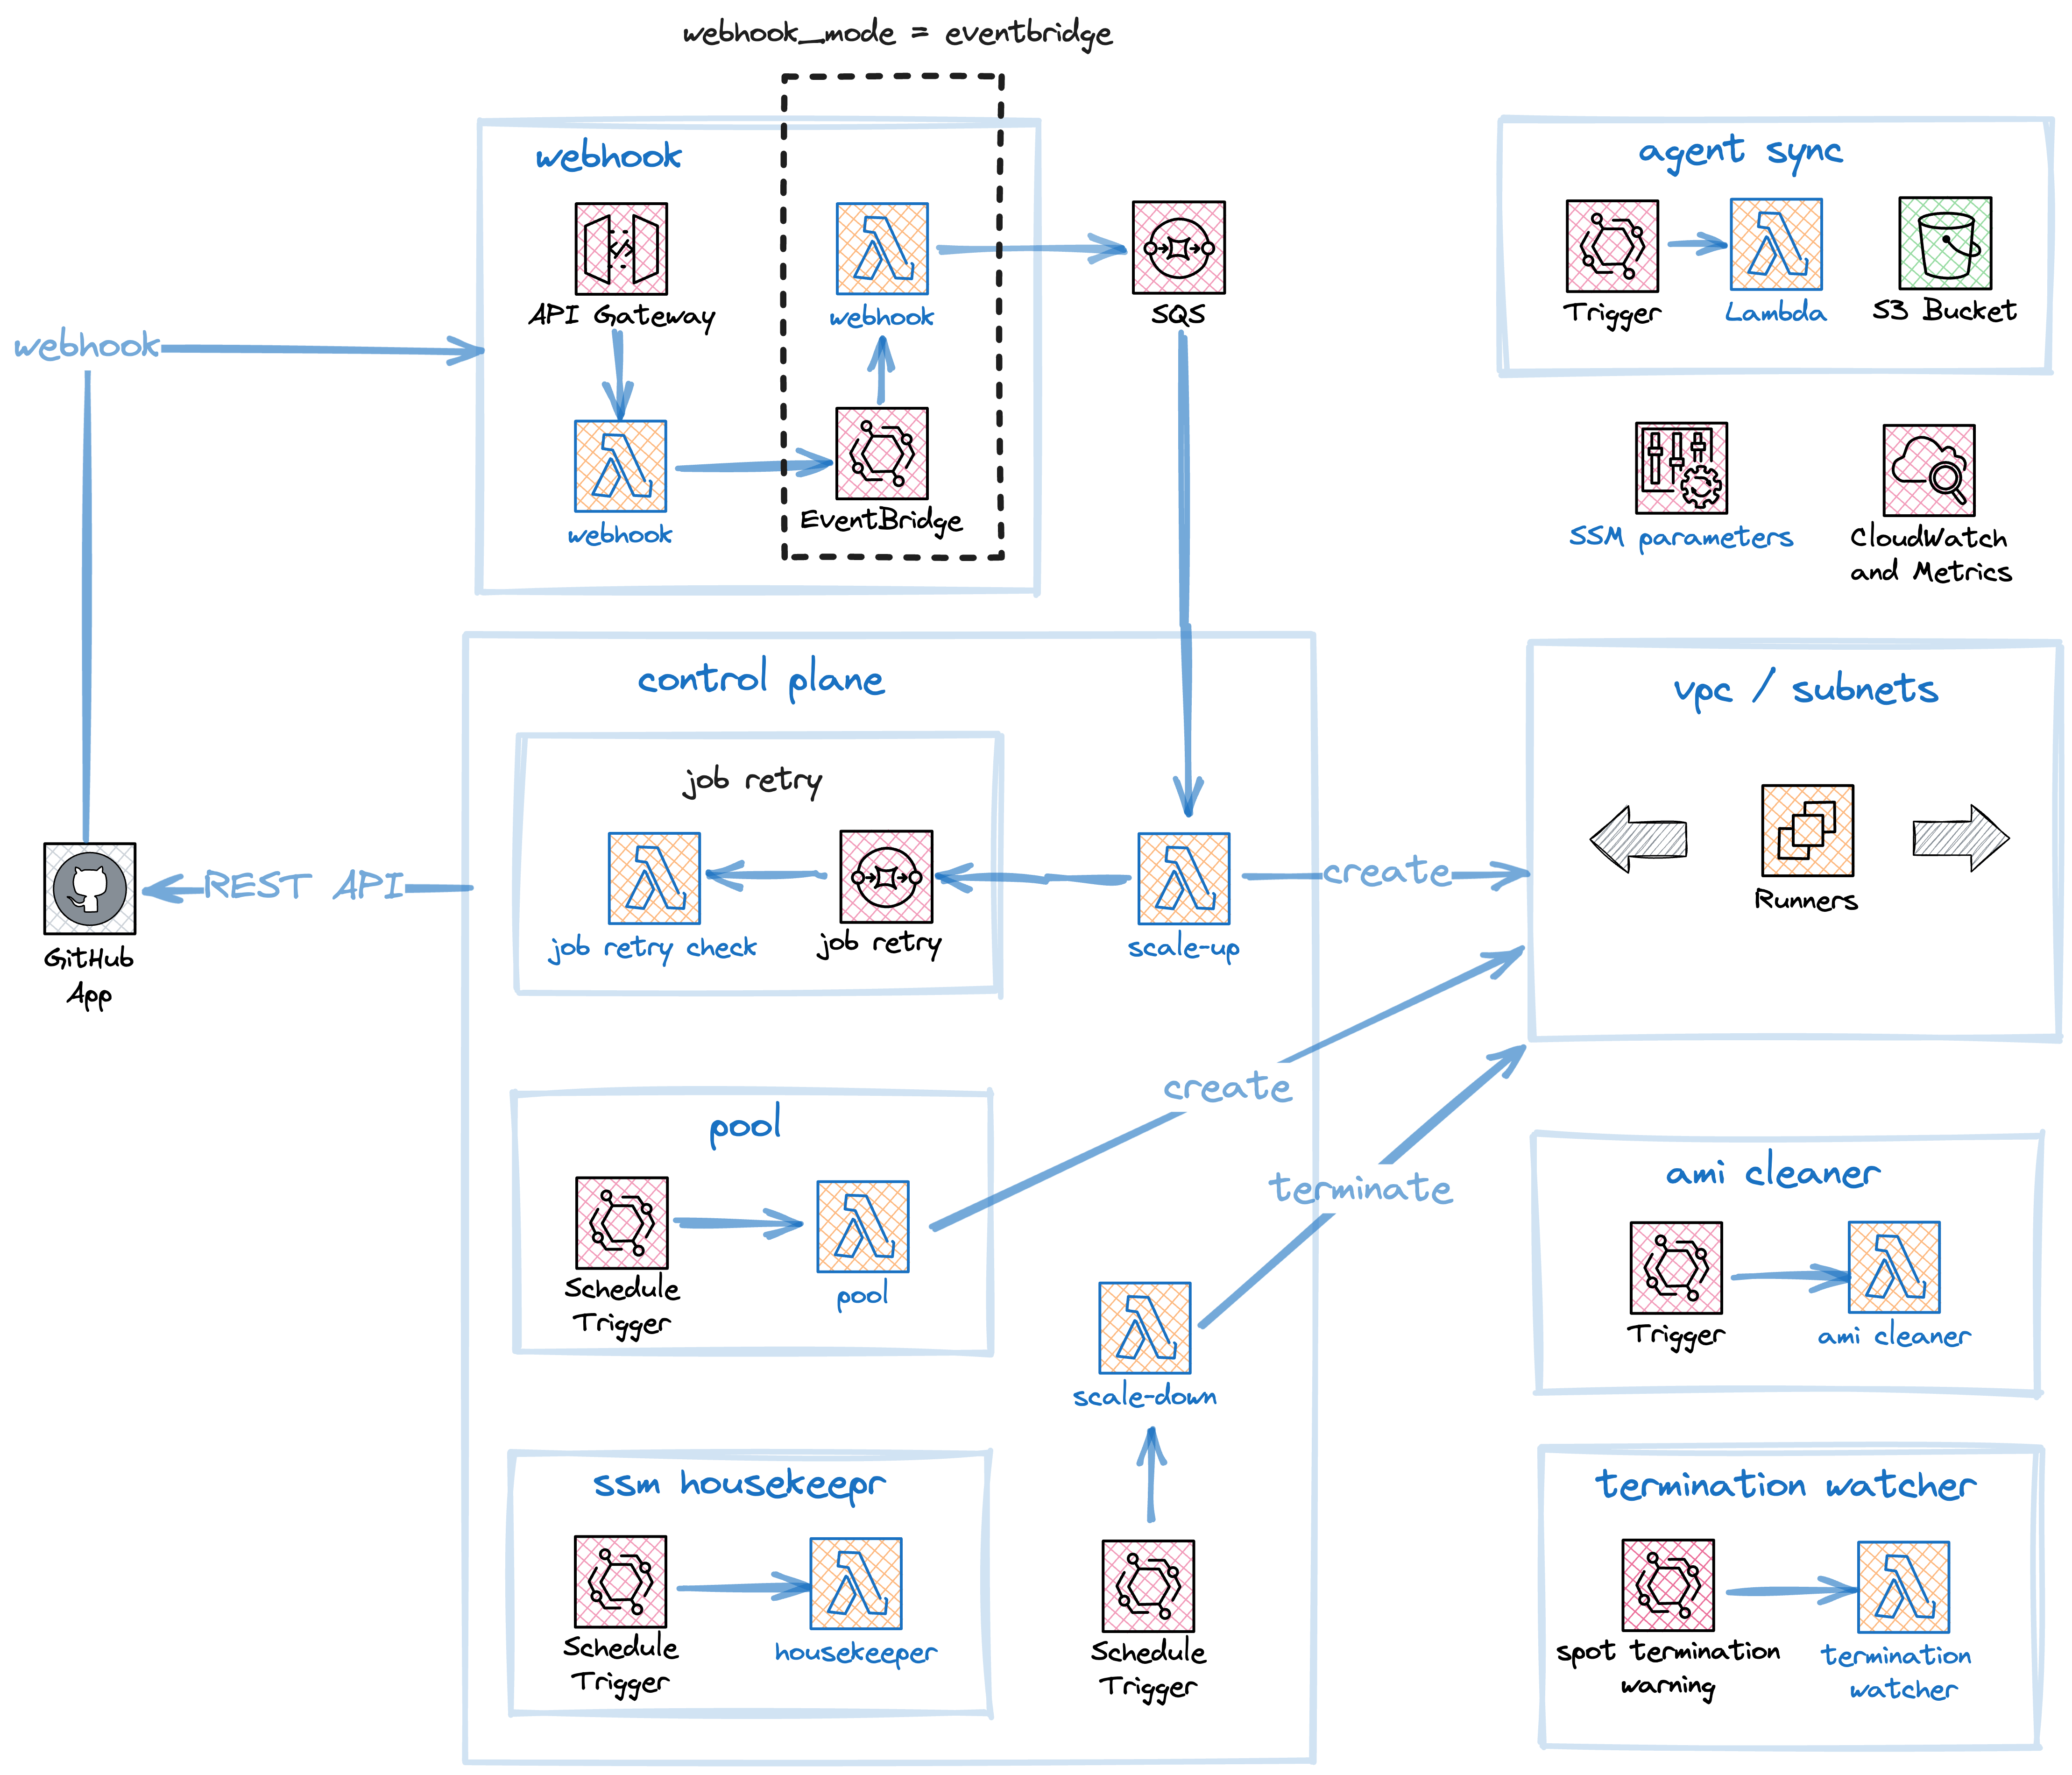 webhook_mode = eventbridge
webhook
API Gateway
webhook
webhook
EventBridge
SQS
webhook
agent sync
Trigger
Lambda
S3 Bucket
SSM parameters
CloudWatch
and Metrics
control plane
job retry
job retry check
job retry
scale-up
create
REST API
GitHub
App
vpc / subnets
Runners
pool
Schedule
Trigger
pool
create
terminate
scale-down
Schedule
Trigger
ssm housekeepr
Schedule
Trigger
housekeeper
ami cleaner
Trigger
ami cleaner
termination watcher
spot termination
warning
termination
watcher